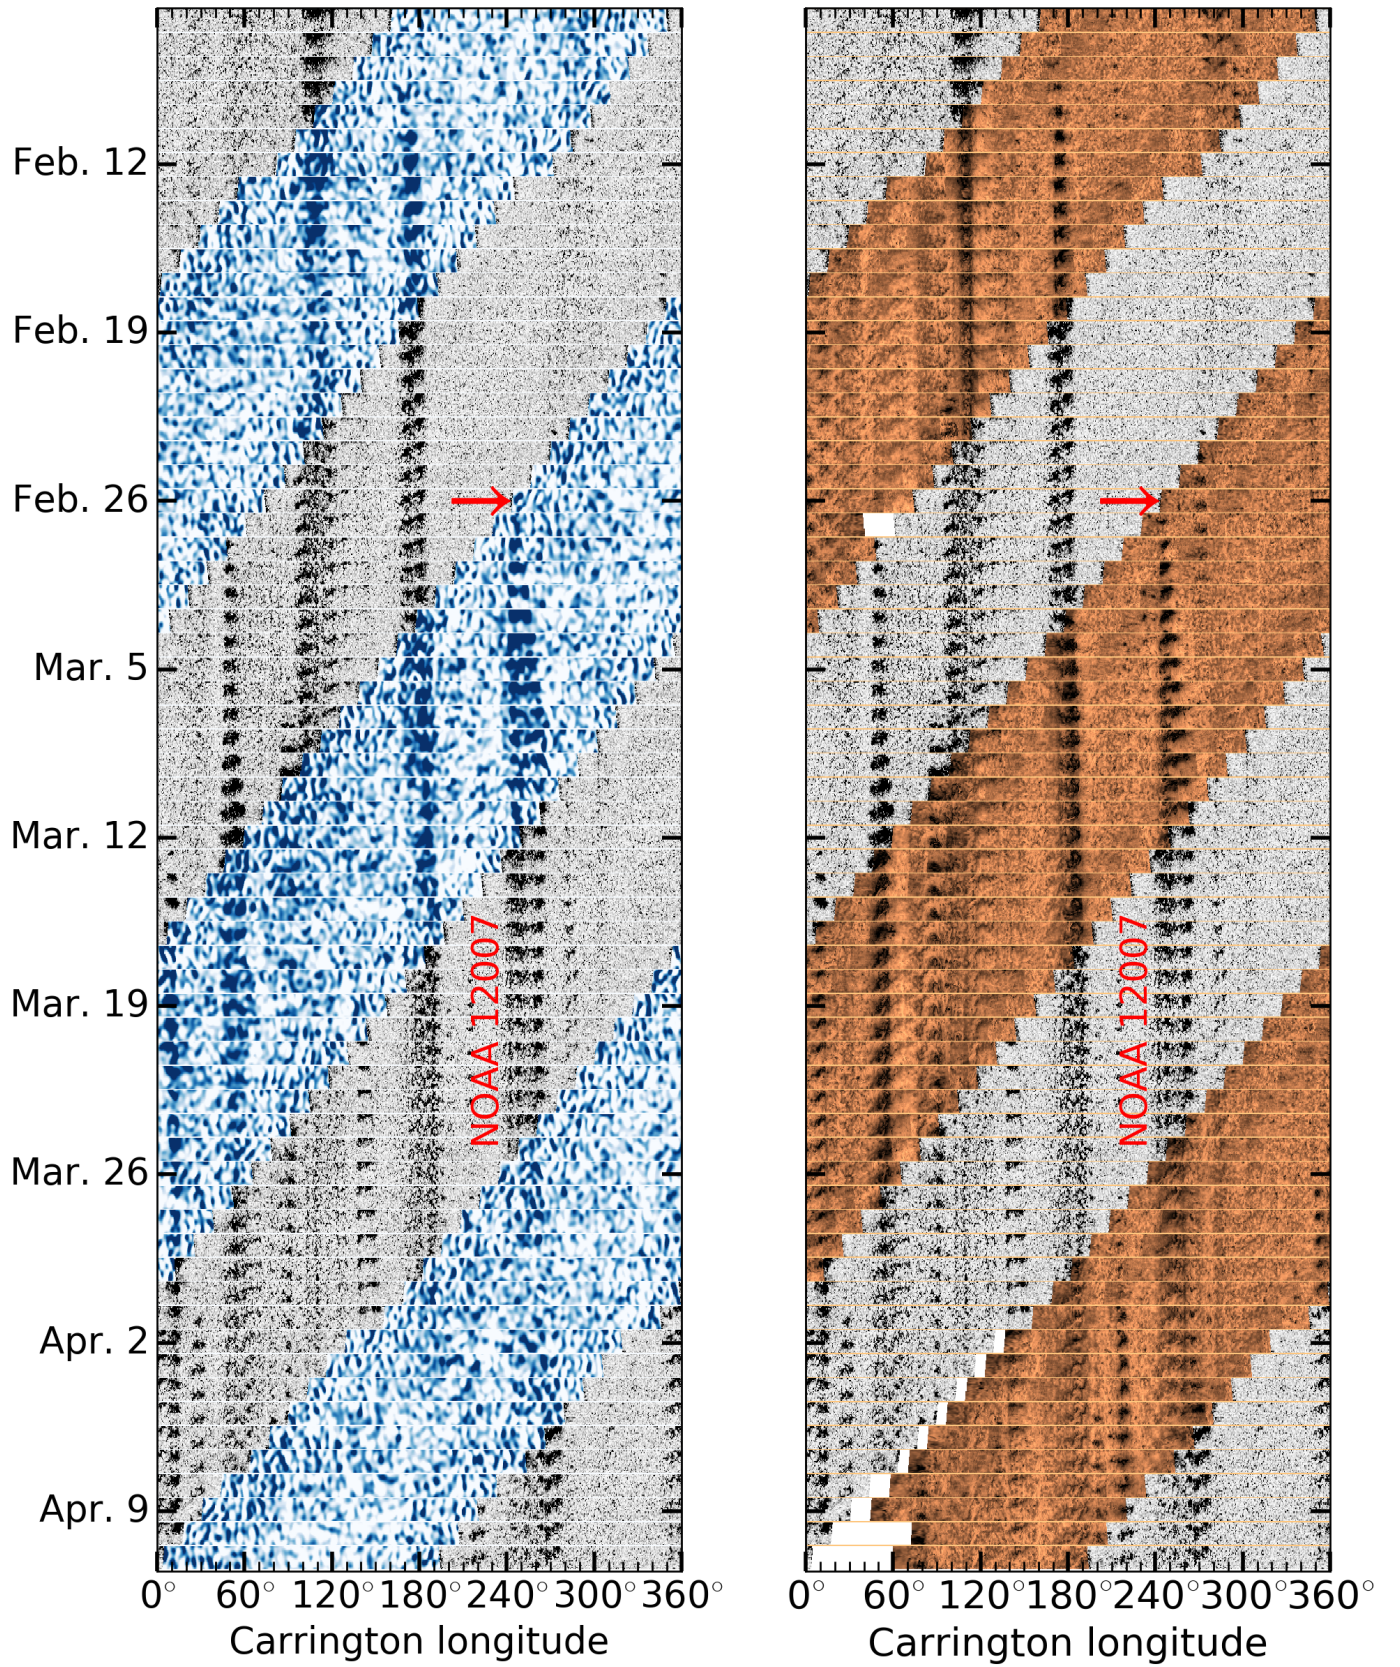 Feb. 12
Feb. 19
Feb. 26
Mar. 5
Mar. 12
Mar. 19
Mar. 26
Apr. 2
Apr. 9
NOAA 12007
NOAA 12007
0° 60° 120° 180° 240° 300° 360°
0° 60° 120° 180° 240° 300° 360°
Carrington longitude
Carrington longitude